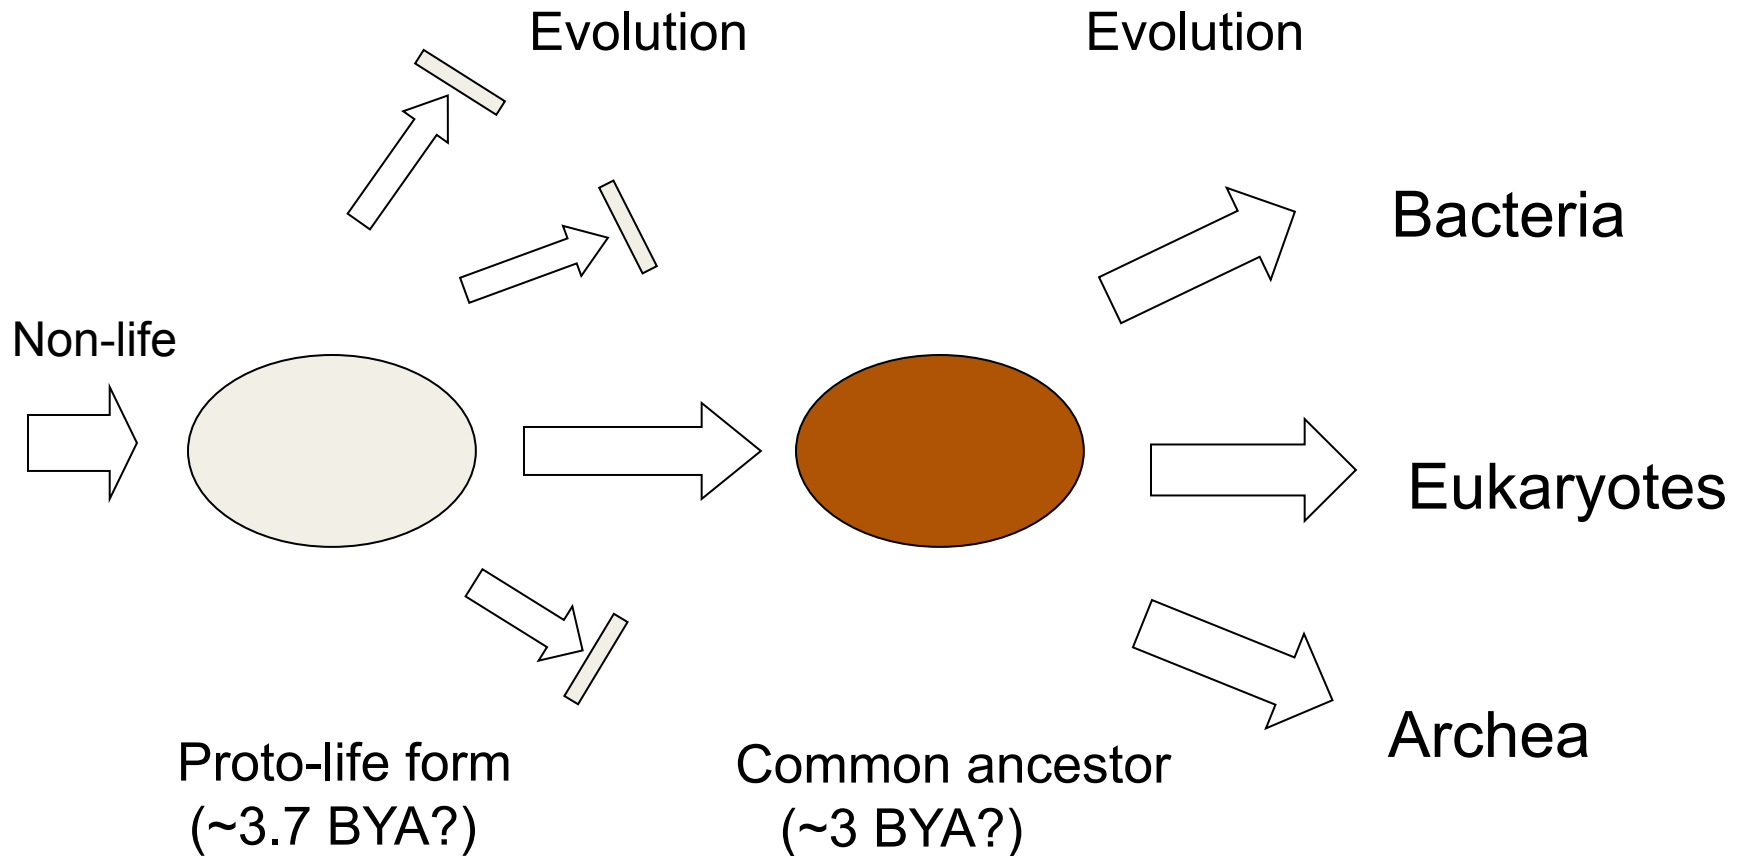 Evolution
Evolution
Bacteria
Non-life
Eukaryotes
Archea
Proto-life form
(~3.7 BYA?)
Common ancestor
(~3 BYA?)